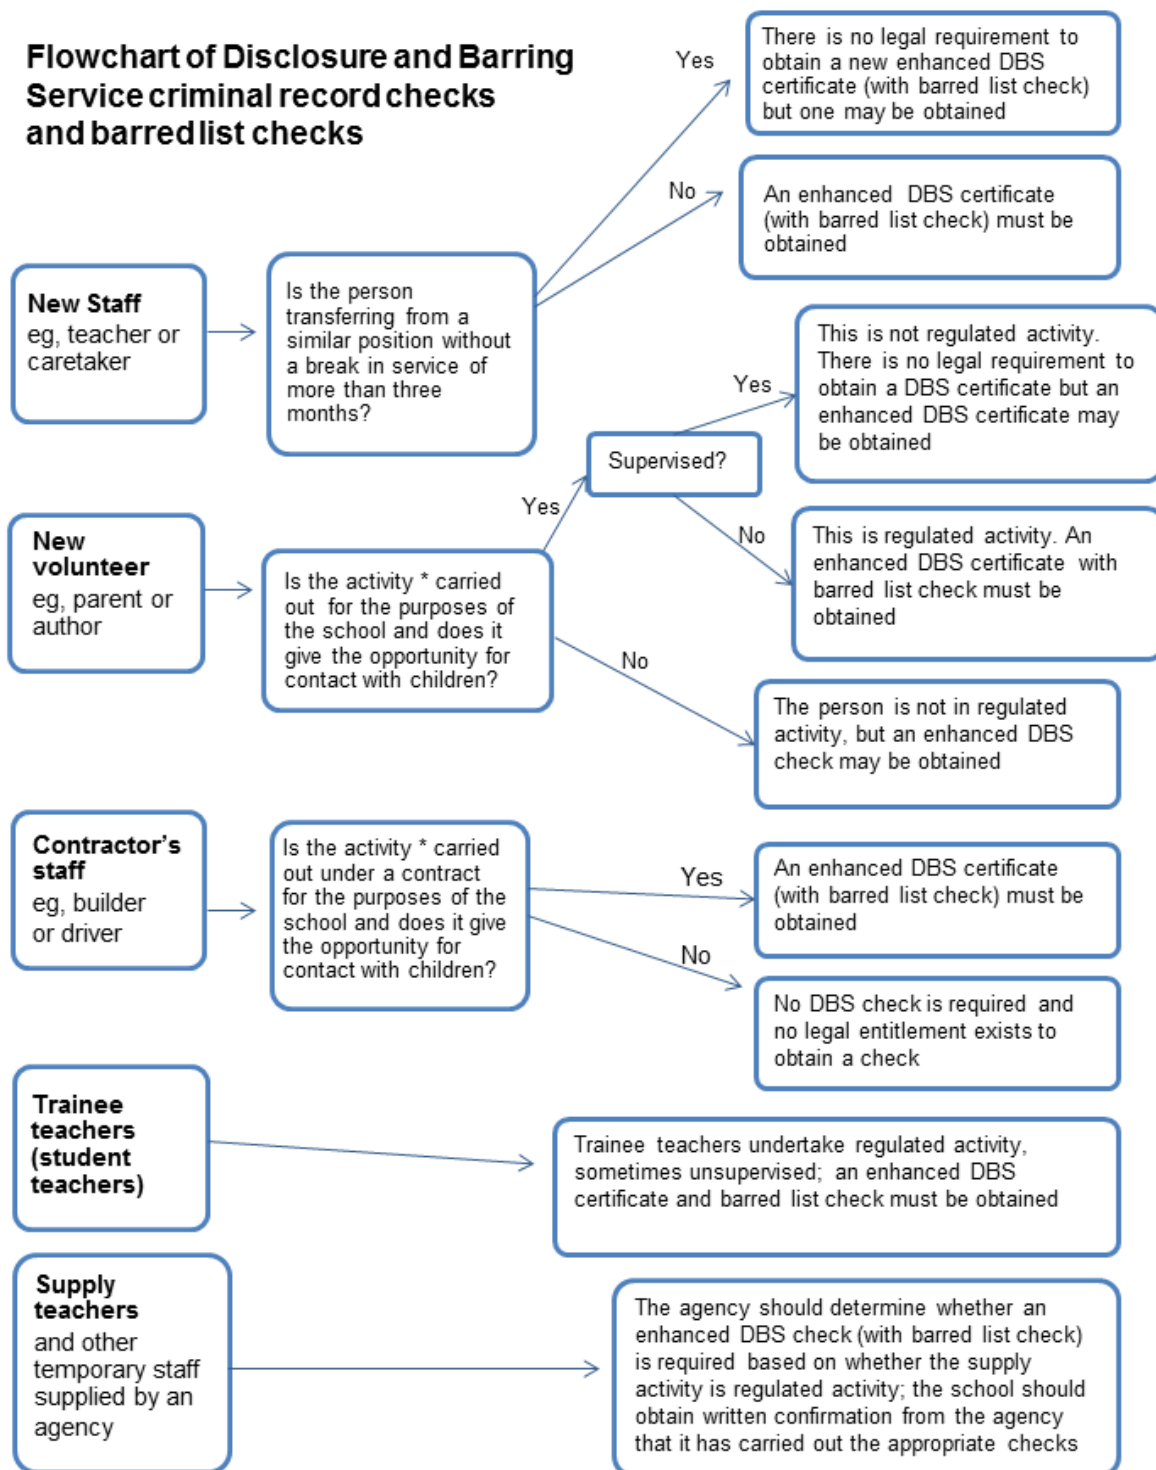 Flowchart of Disclosure and Barring
Service criminal record checks
and barred list checks
Yes
There is no legal requirement to
obtain a new enhanced DBS
certificate (with barred list check)
but one may be obtained
No
An enhanced DBS certificate
(with barred list check) must be
obtained
New Staff
eg, teacher or
caretaker
Is the person
transferring from a
similar position without
a break in service of
more than three
months?
New
volunteer
eg, parent or
author
Is the activity * carried
out for the purposes of
the school and does it
give the opportunity for
contact with children?
Yes
Supervised?
Yes
This is not regulated activity.
There is no legal requirement to
obtain a DBS certificate but an
enhanced DBS certificate may
be obtained
No
This is regulated activity. An
enhanced DBS certificate with
barred list check must be
obtained
No
The person is not in regulated
activity, but an enhanced DBS
check may be obtained
Contractor's
staff
eg, builder
or driver
Is the activity * carried
out under a contract
for the purposes of the
school and does it give
the opportunity for
contact with children?
Yes
An enhanced DBS certificate
(with barred list check) must be
obtained
No
No DBS check is required and
no legal entitlement exists to
obtain a check
Trainee
teachers
(student
teachers)
Trainee teachers undertake regulated activity,
sometimes unsupervised; an enhanced DBS
certificate and barred list check must be obtained
Supply
teachers
and other
temporary staff
supplied by an
agency
The agency should determine whether an
enhanced DBS check (with barred list check)
is required based on whether the supply
activity is regulated activity; the school should
obtain written confirmation from the agency
that it has carried out the appropriate checks